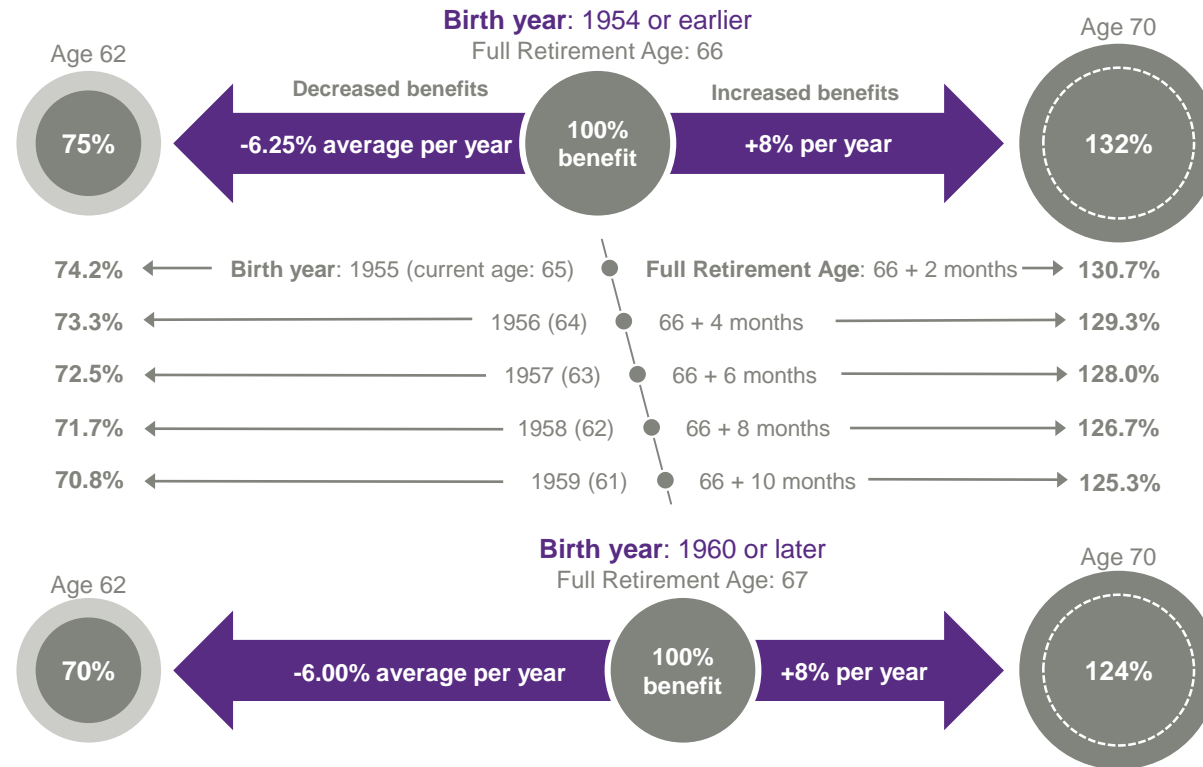 Birth year: 1954 or earlier
Full Retirement Age: 66
Age 62
Age 70
Decreased benefits
Increased benefits
75%
-6.25% average per year
100%
benefit
+8% per year
132%
74.2%
Birth year: 1955 (current age: 65)
Full Retirement Age: 66 + 2 months
130.7%
73.3%
1956 (64)
66 + 4 months
129.3%
72.5%
1957 (63)
66 + 6 months
128.0%
71.7%
1958 (62)
66 + 8 months
126.7%
70.8%
1959 (61)
66 + 10 months
125.3%
Birth year: 1960 or later
Full Retirement Age: 67
Age 62
Age 70
70%
-6.00% average per year
100%
benefit
+8% per year
124%